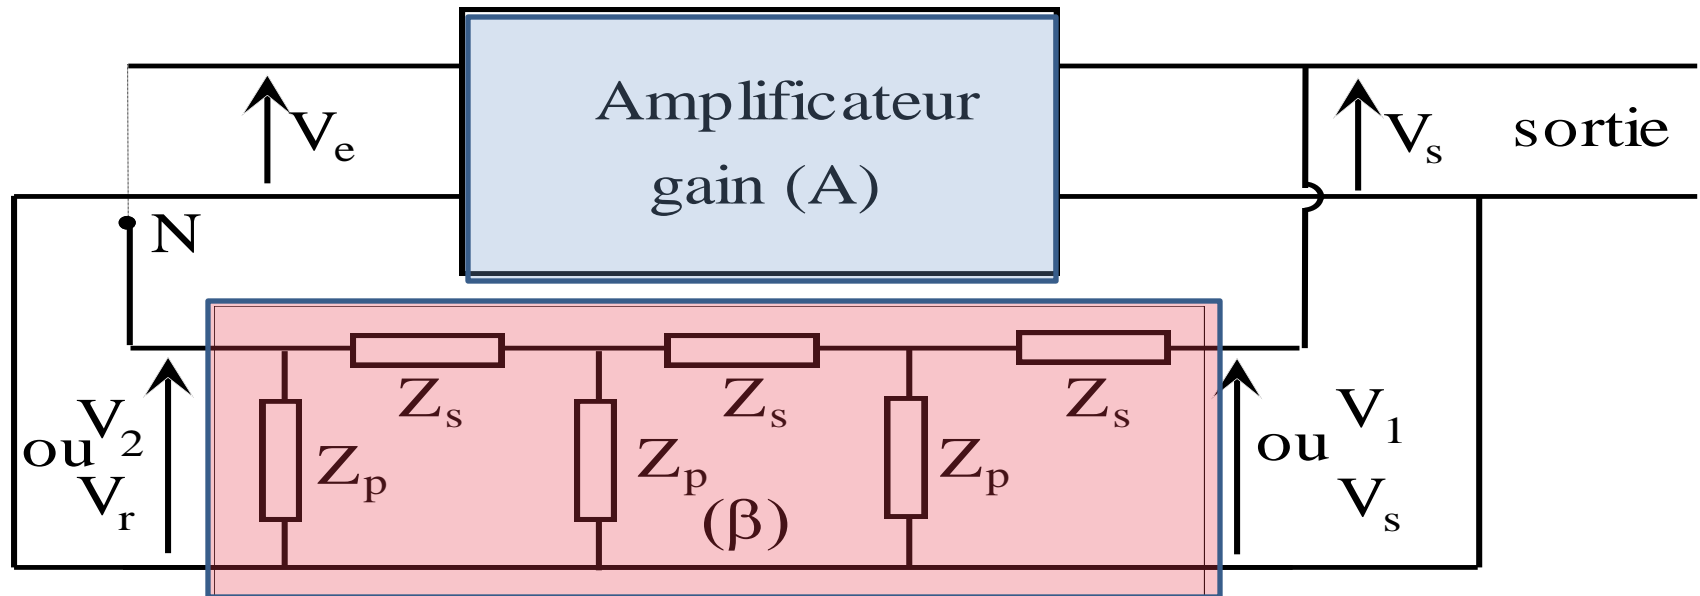 Amplificateur
gain (A)
Ve
Vs
sortie
N
Zs
Zs
Zs
Zp
Zp
Zp
(β)
V2
ou
Vr
V1
ou
Vs